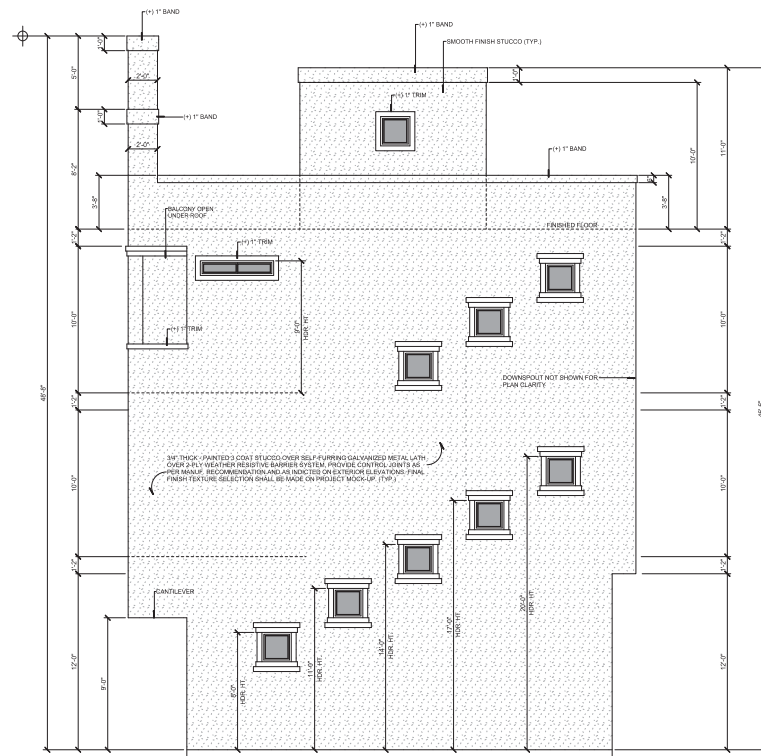 (+) 1" BAND
(+) 1" BAND
SMOOTH FINISH STUCCO (TYP.)
1'-0"
5'-0"
2'-0"
1'-0"
(+) 1" TRIM
1'-0"
(+) 1" BAND
11'-0"
10'-0"
2'-0"
(+) 1" BAND
8'-2"
3'-8"
6"
3'-8"
BALCONY OPEN
UNDER ROOF
FINISHED FLOOR
1'-2"
1'-2"
(+) 1" TRIM
10'-0"
9'-0"
HDR. HT.
10'-0"
(+) 1" TRIM
DOWNSPOUT NOT SHOWN FOR
PLAN CLARITY
48'-8"
1'-2"
1'-2"
3/4" THICK - PAINTED 3 COAT STUCCO OVER SELF-FURRING GALVANIZED METAL LATH
OVER 2-PLY WEATHER RESISTIVE BARRIER SYSTEM, PROVIDE CONTROL JOINTS AS
PER MANUF. RECOMMENDATION AND AS INDICTED ON EXTERIOR ELEVATIONS. FINAL
FINISH TEXTURE SELECTION SHALL BE MADE ON PROJECT MOCK-UP. (TYP.)
10'-0"
10'-0"
1'-2"
1'-2"
CANTILEVER
12'-0"
9'-0"
8'-0"
HDR. HT.
11'-0"
HDR. HT.
14'-0"
HDR. HT.
17'-0"
HDR. HT.
20'-0"
HDR. HT.
12'-0"